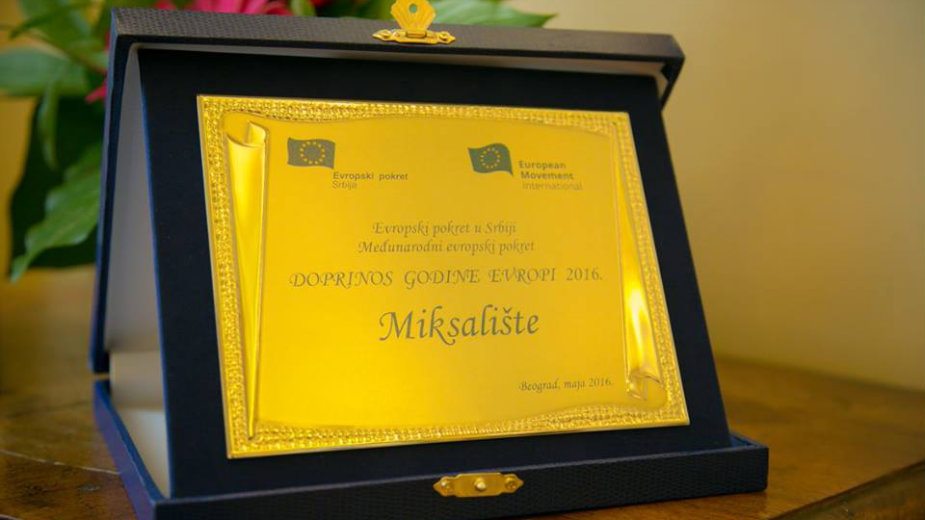 Evropski pokret
Srbija
European
Movement
International
Evropski pokret u Srbiji
Međunarodni evropski pokret
DOPRINOS GODINE EVROPI 2016.
Miksalište
Beograd, maja 2016.